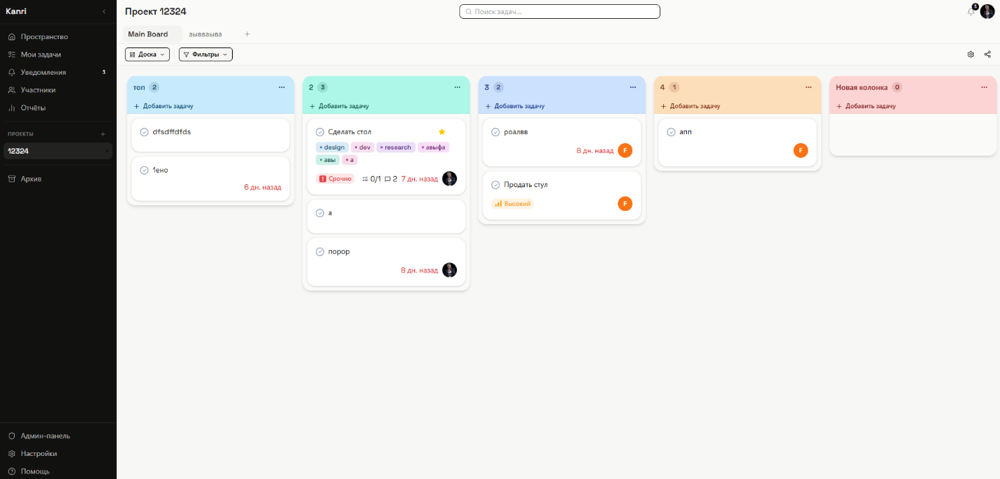 Kanri
Проект 12324
Поиск задач...
1
Пространство
Мои задачи
Уведомления 1
Участники
Отчёты
ПРОЕКТЫ
12324
Архив
Админ-панель
Настройки
Помощь
Main Board
аывваыва
Доска
Фильтры
топ 2
Добавить задачу
dfsdffdfds
1ено
6 дн. назад
2 3
Добавить задачу
Сделать стол
design dev research авыфа
авы а
Срочно 0/1 2 7 дн. назад
а
порор
8 дн. назад
3 2
Добавить задачу
роалвв
8 дн. назад F
Продать стул
Высокий F
4 1
Добавить задачу
апп
F
Новая колонка 0
Добавить задачу